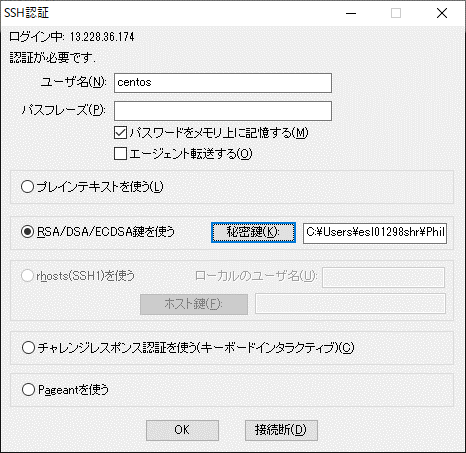 SSH認証
ログイン中: 13.228.36.174
認証が必要です.
ユーザ名(N): centos
パスフレーズ(P):
パスワードをメモリ上に記憶する(M)
エージェント転送する(O)
プレインテキストを使う(L)
RSA/DSA/ECDSA鍵を使う 秘密鍵(K): C:¥Users¥esl01298shr¥Phil
rhosts(SSH1)を使う ローカルのユーザ名(U):
ホスト鍵(F):
チャレンジレスポンス認証を使う(キーボードインタラクティブ)(C)
Pageantを使う
OK 接続断(D)